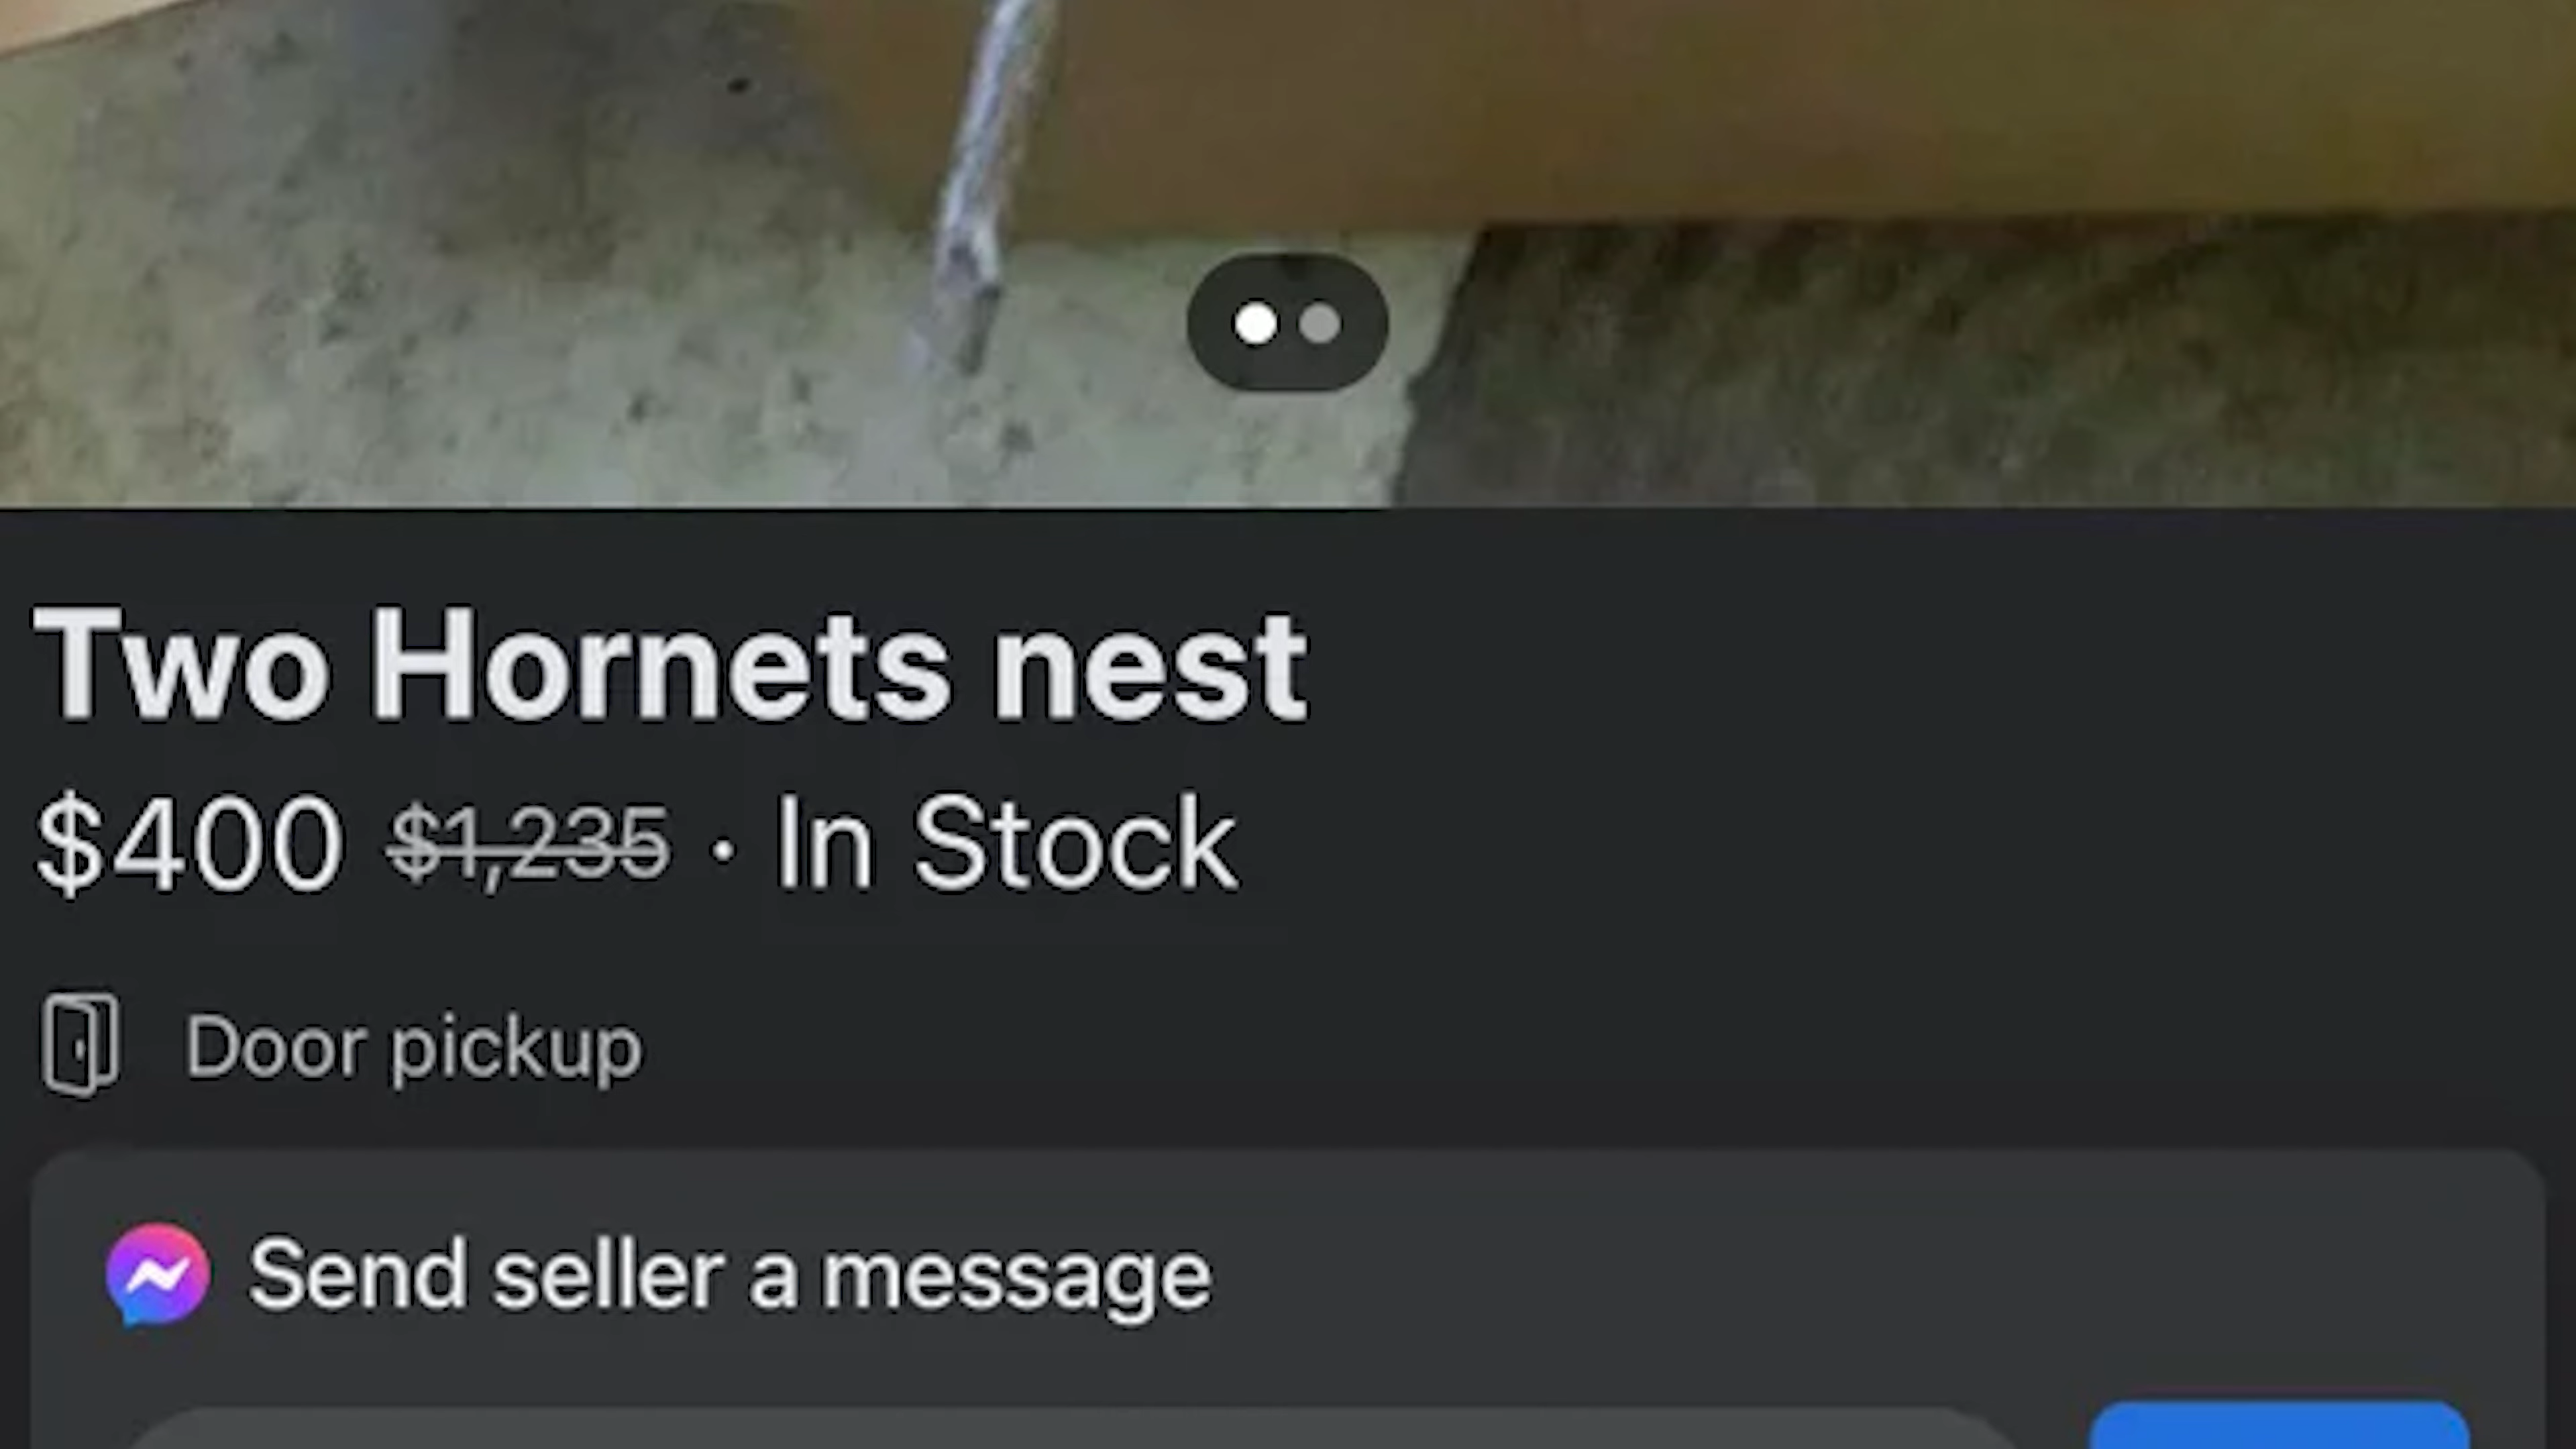 Two Hornets nest
$400 $1,235 · In Stock
Door pickup
Send seller a message